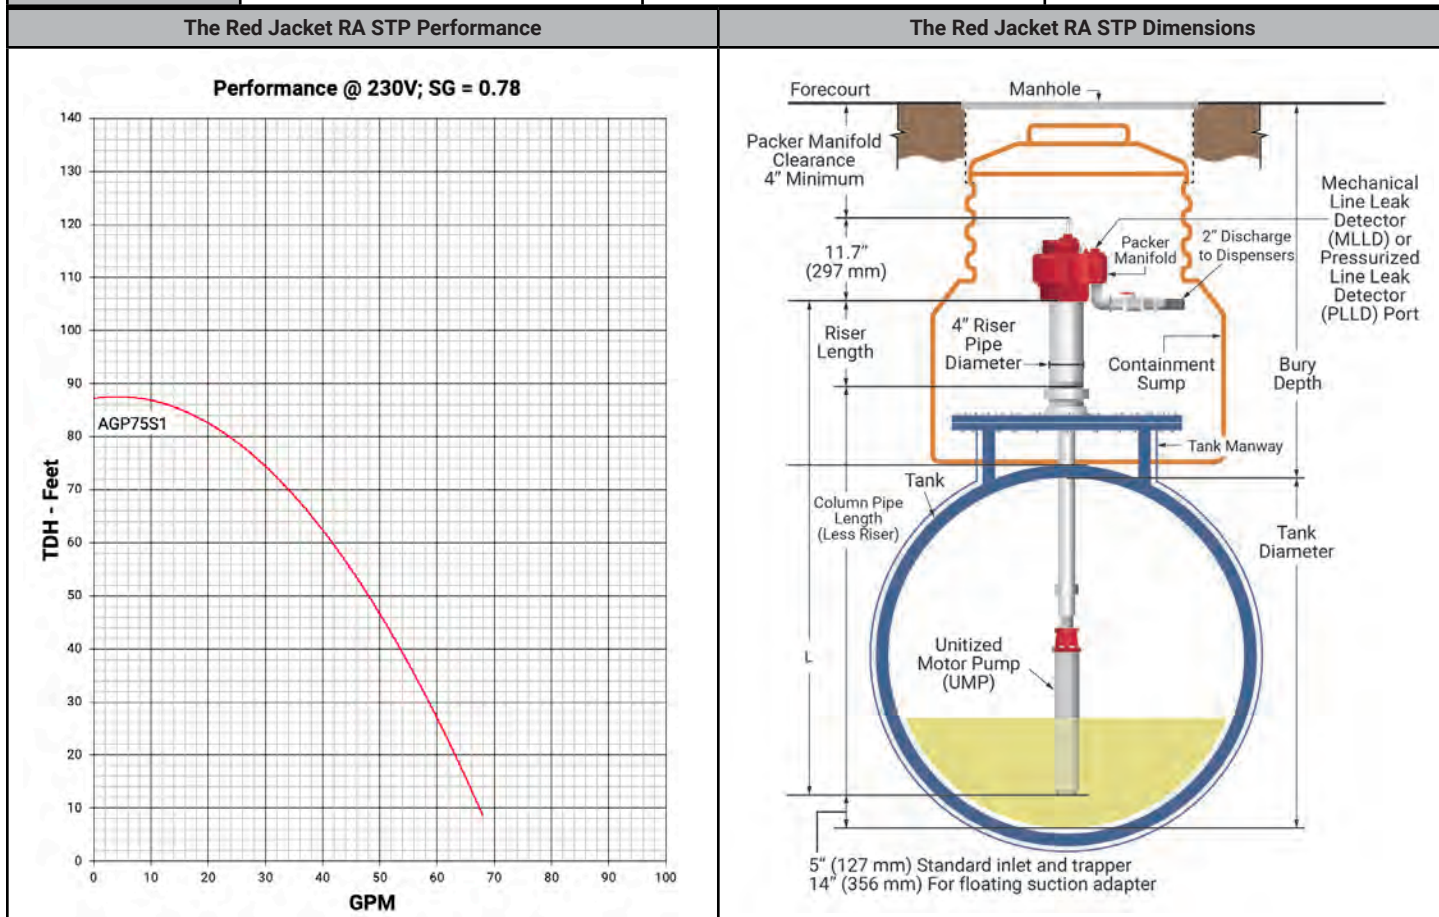 The Red Jacket RA STP Performance
Performance @ 230V; SG = 0.78
140
130
120
110
100
90
80
70
60
50
40
30
20
10
0
TDH - Feet
AGP75S1
0 10 20 30 40 50 60 70 80 90 100
GPM
The Red Jacket RA STP Dimensions
Forecourt
Manhole
Packer Manifold
Clearance
4" Minimum
11.7"
(297 mm)
Riser
Length
4" Riser
Pipe
Diameter
Packer
Manifold
2" Discharge
to Dispensers
Mechanical
Line Leak
Detector
(MLLD) or
Pressurized
Line Leak
Detector
(PLLD) Port
Containment
Sump
Bury
Depth
Tank Manway
Tank
Column Pipe
Length
(Less Riser)
Tank
Diameter
L
Unitized
Motor Pump
(UMP)
5" (127 mm) Standard inlet and trapper
14" (356 mm) For floating suction adapter